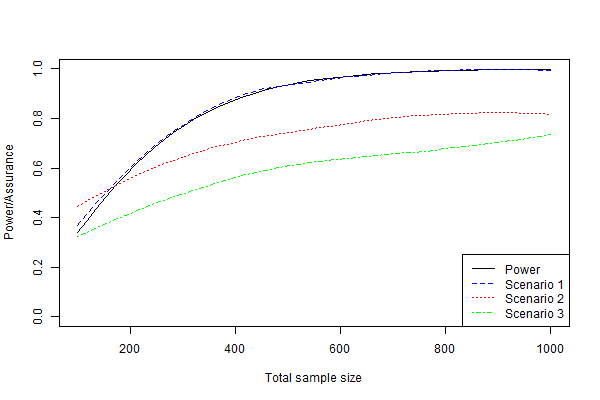 Power/Assurance
1.0
0.8
0.6
0.4
0.2
0.0
Power
Scenario 1
Scenario 2
Scenario 3
200 400 600 800 1000
Total sample size